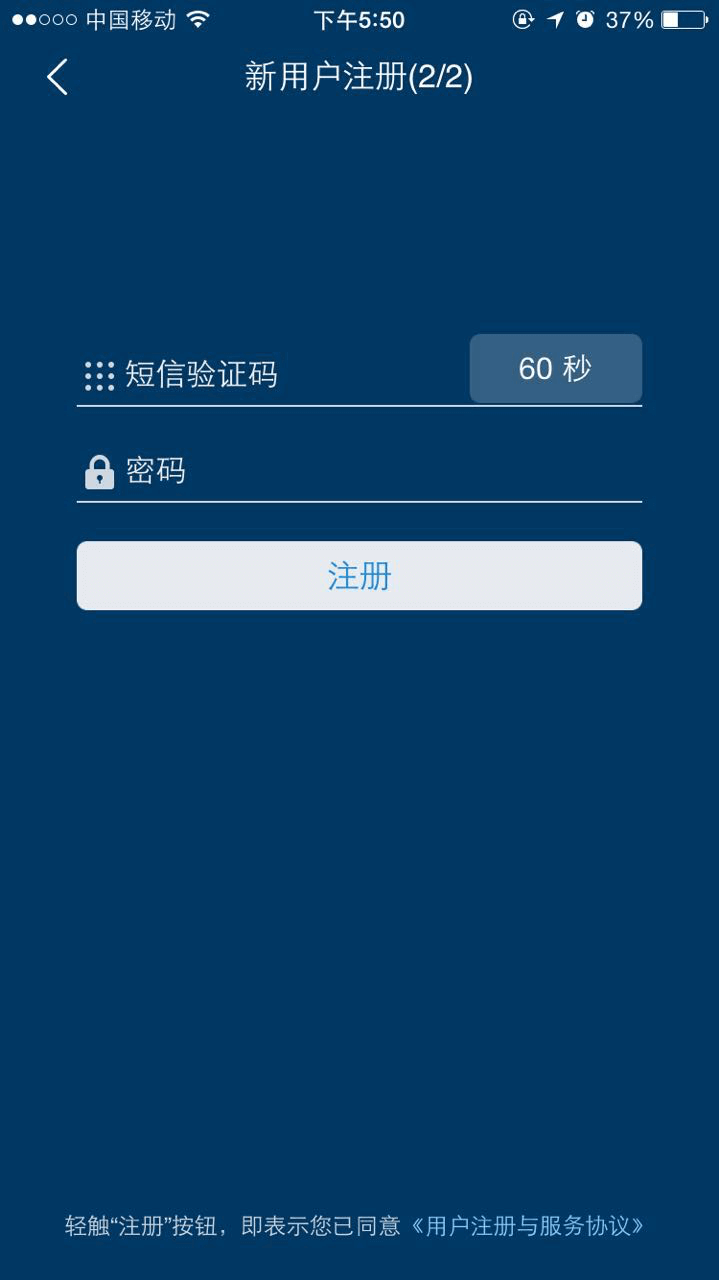 中国移动 下午5:50 37%
新用户注册(2/2)
短信验证码 60 秒
密码
注册
轻触“注册”按钮，即表示您已同意《用户注册与服务协议》